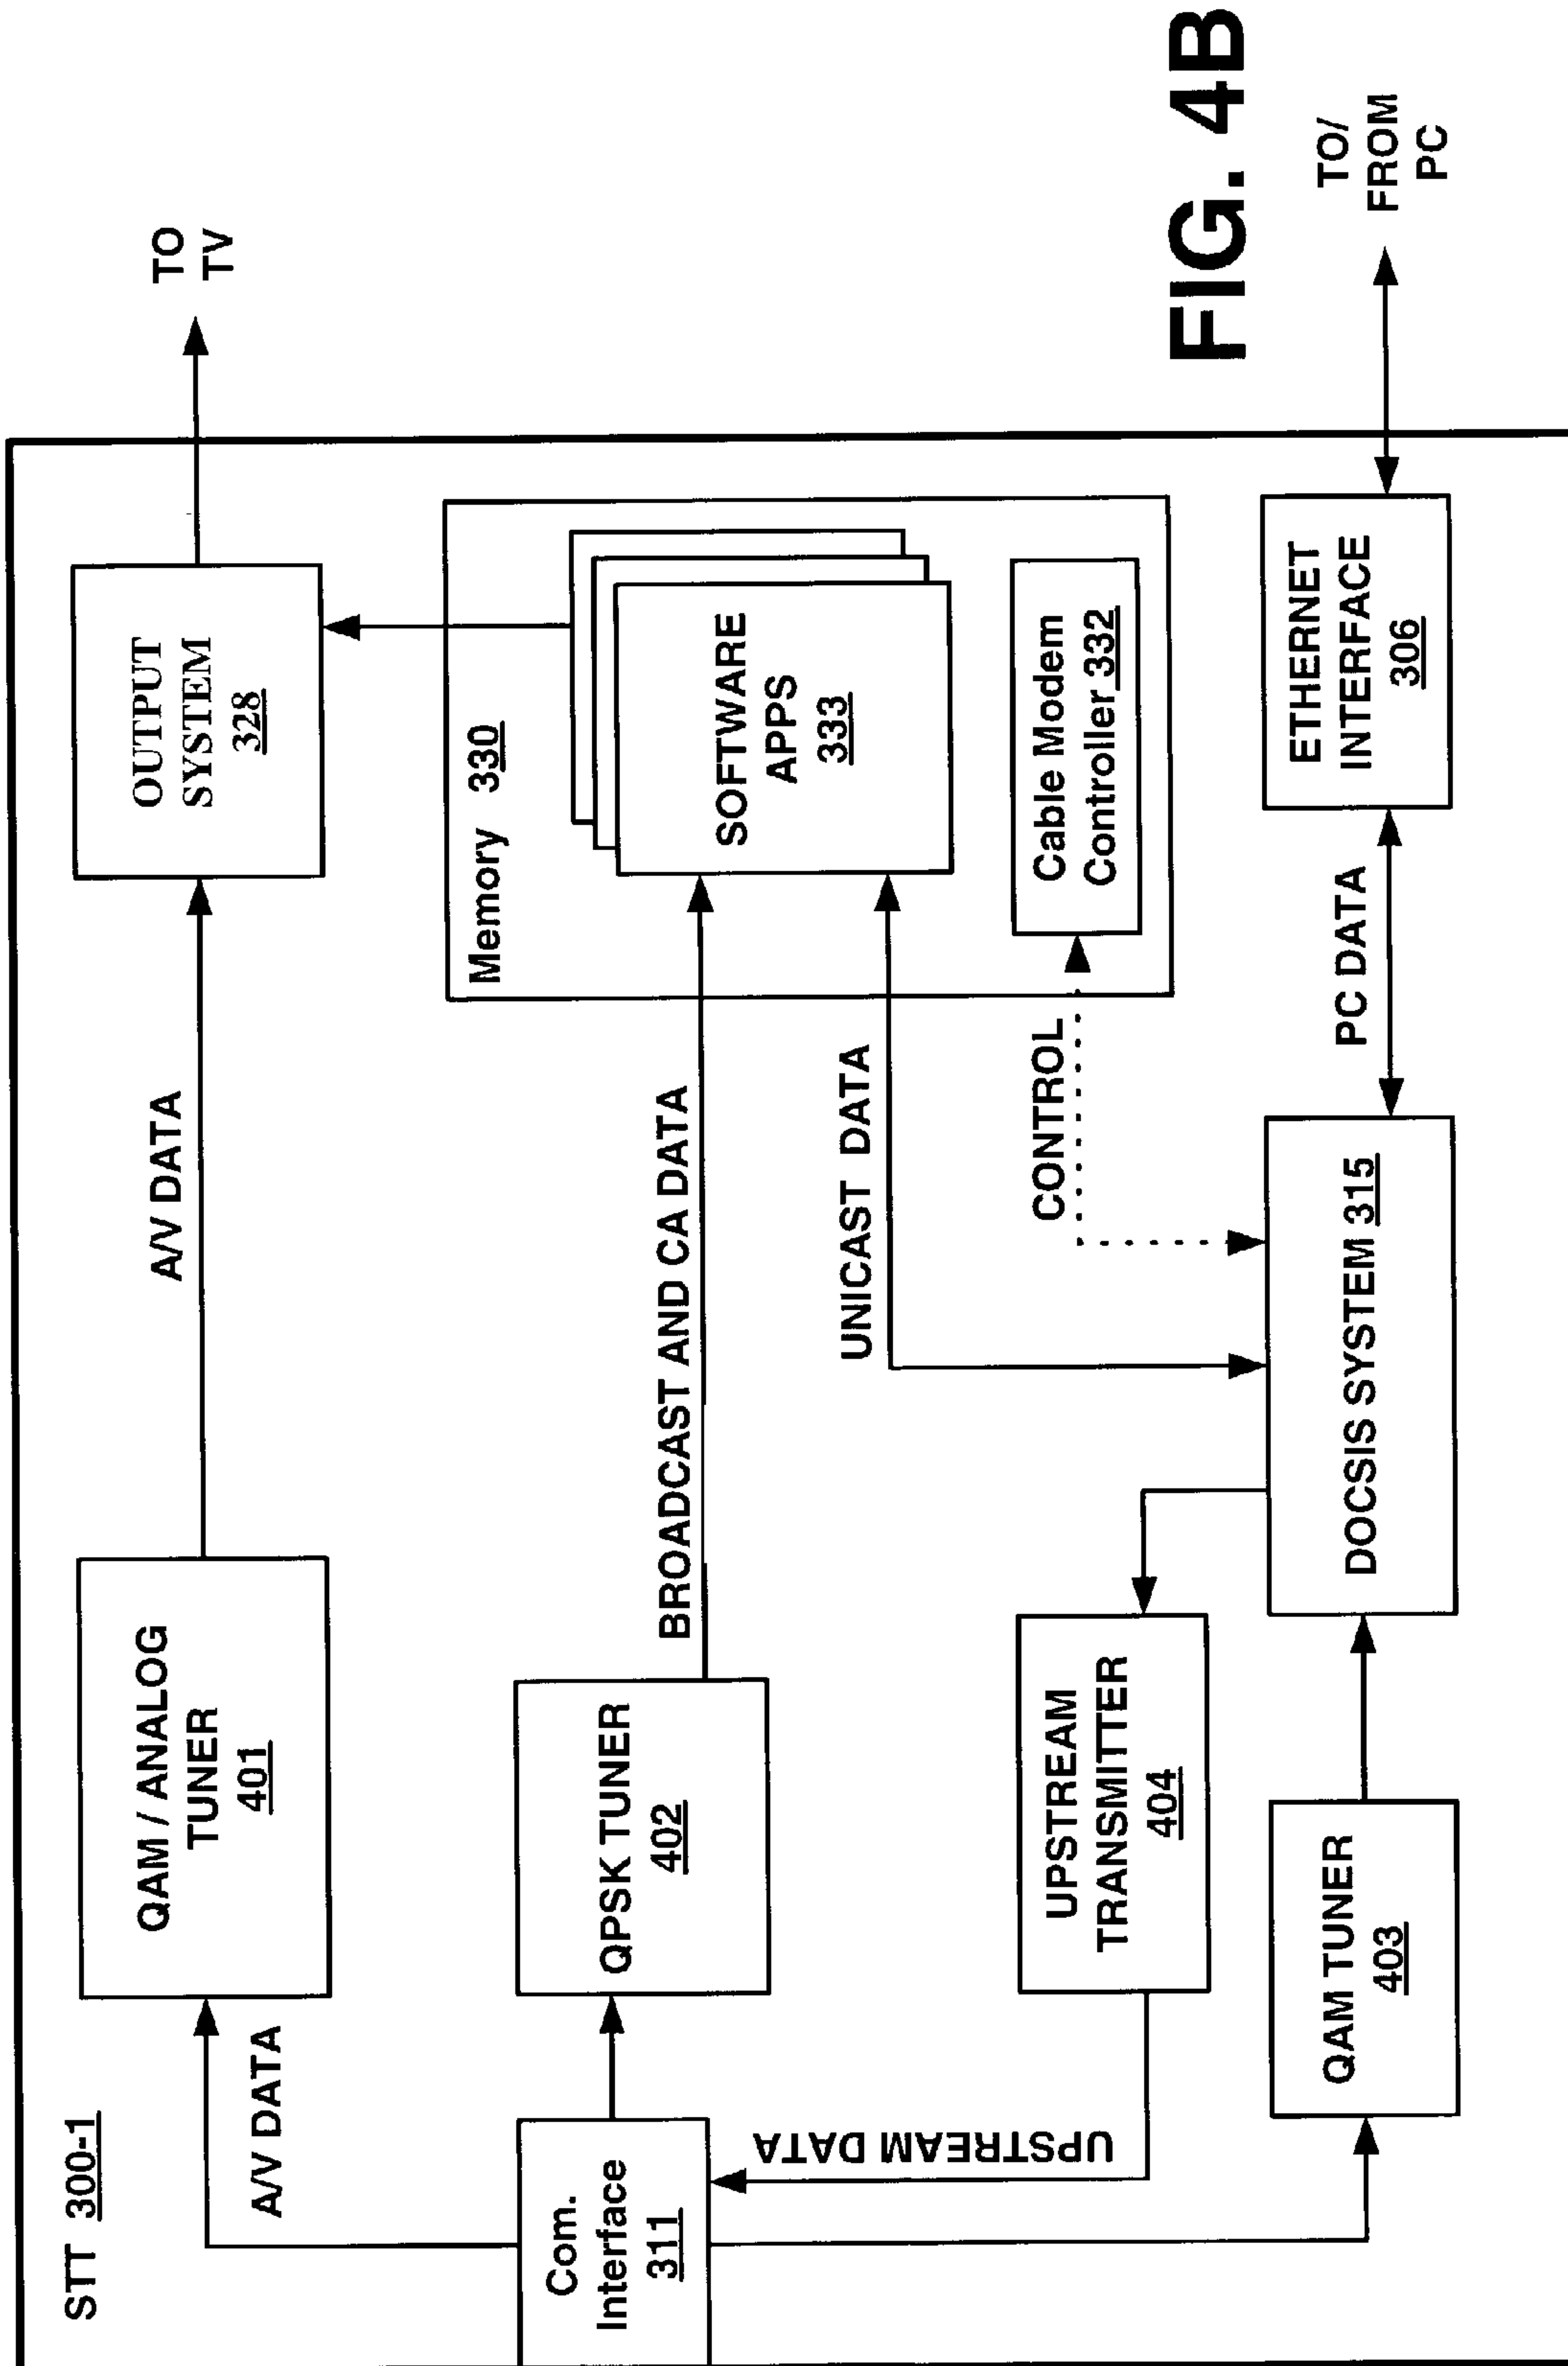 STT 300-1
A/V DATA
QAM / ANALOG
TUNER
401
A/V DATA
OUTPUT
SYSTEM
328
TO
TV
Com.
Interface
311
QPSK TUNER
402
BROADCAST AND CA DATA
Memory 330
SOFTWARE
APPS
333
UNICAST DATA
UPSTREAM DATA
UPSTREAM
TRANSMITTER
404
CONTROL
Cable Modem
Controller 332
QAM TUNER
403
DOCSIS SYSTEM 315
PC DATA
ETHERNET
INTERFACE
306
TO/
FROM
PC
FIG. 4B